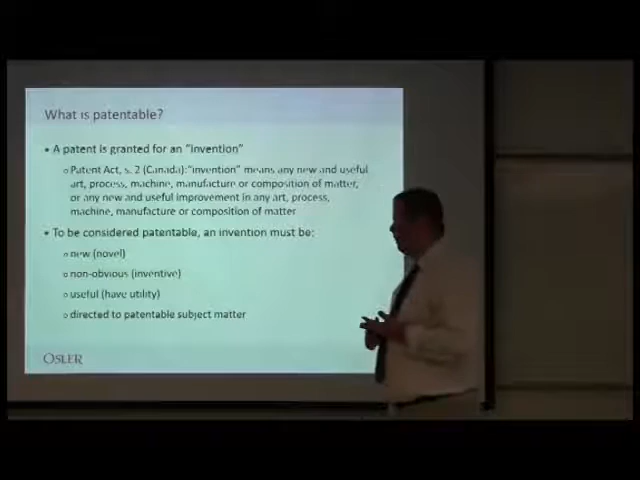 What is patentable?
• A patent is granted for an "invention"
○ Patent Act, s. 2 (Canada): "invention" means any new and useful
art, process, machine, manufacture or composition of matter,
or any new and useful improvement in any art, process,
machine, manufacture or composition of matter
• To be considered patentable, an invention must be:
○ new (novel)
○ non-obvious (inventive)
○ useful (have utility)
○ directed to patentable subject matter
OSLER